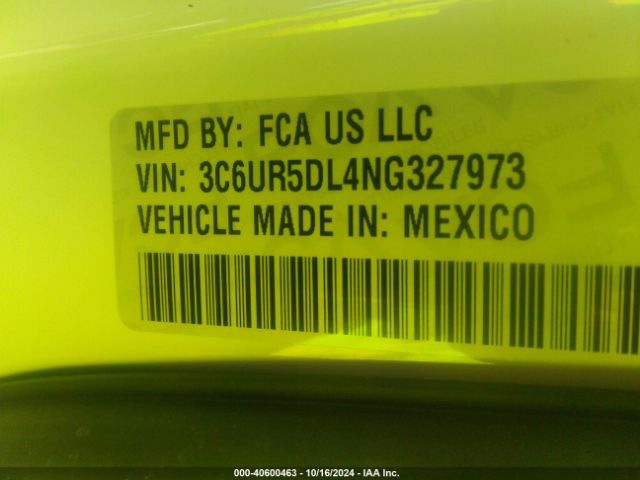 MFD BY: FCA US LLC
VIN: 3C6UR5DL4NG327973
VEHICLE MADE IN: MEXICO
000-40600463 - 10/16/2024 - IAA Inc.